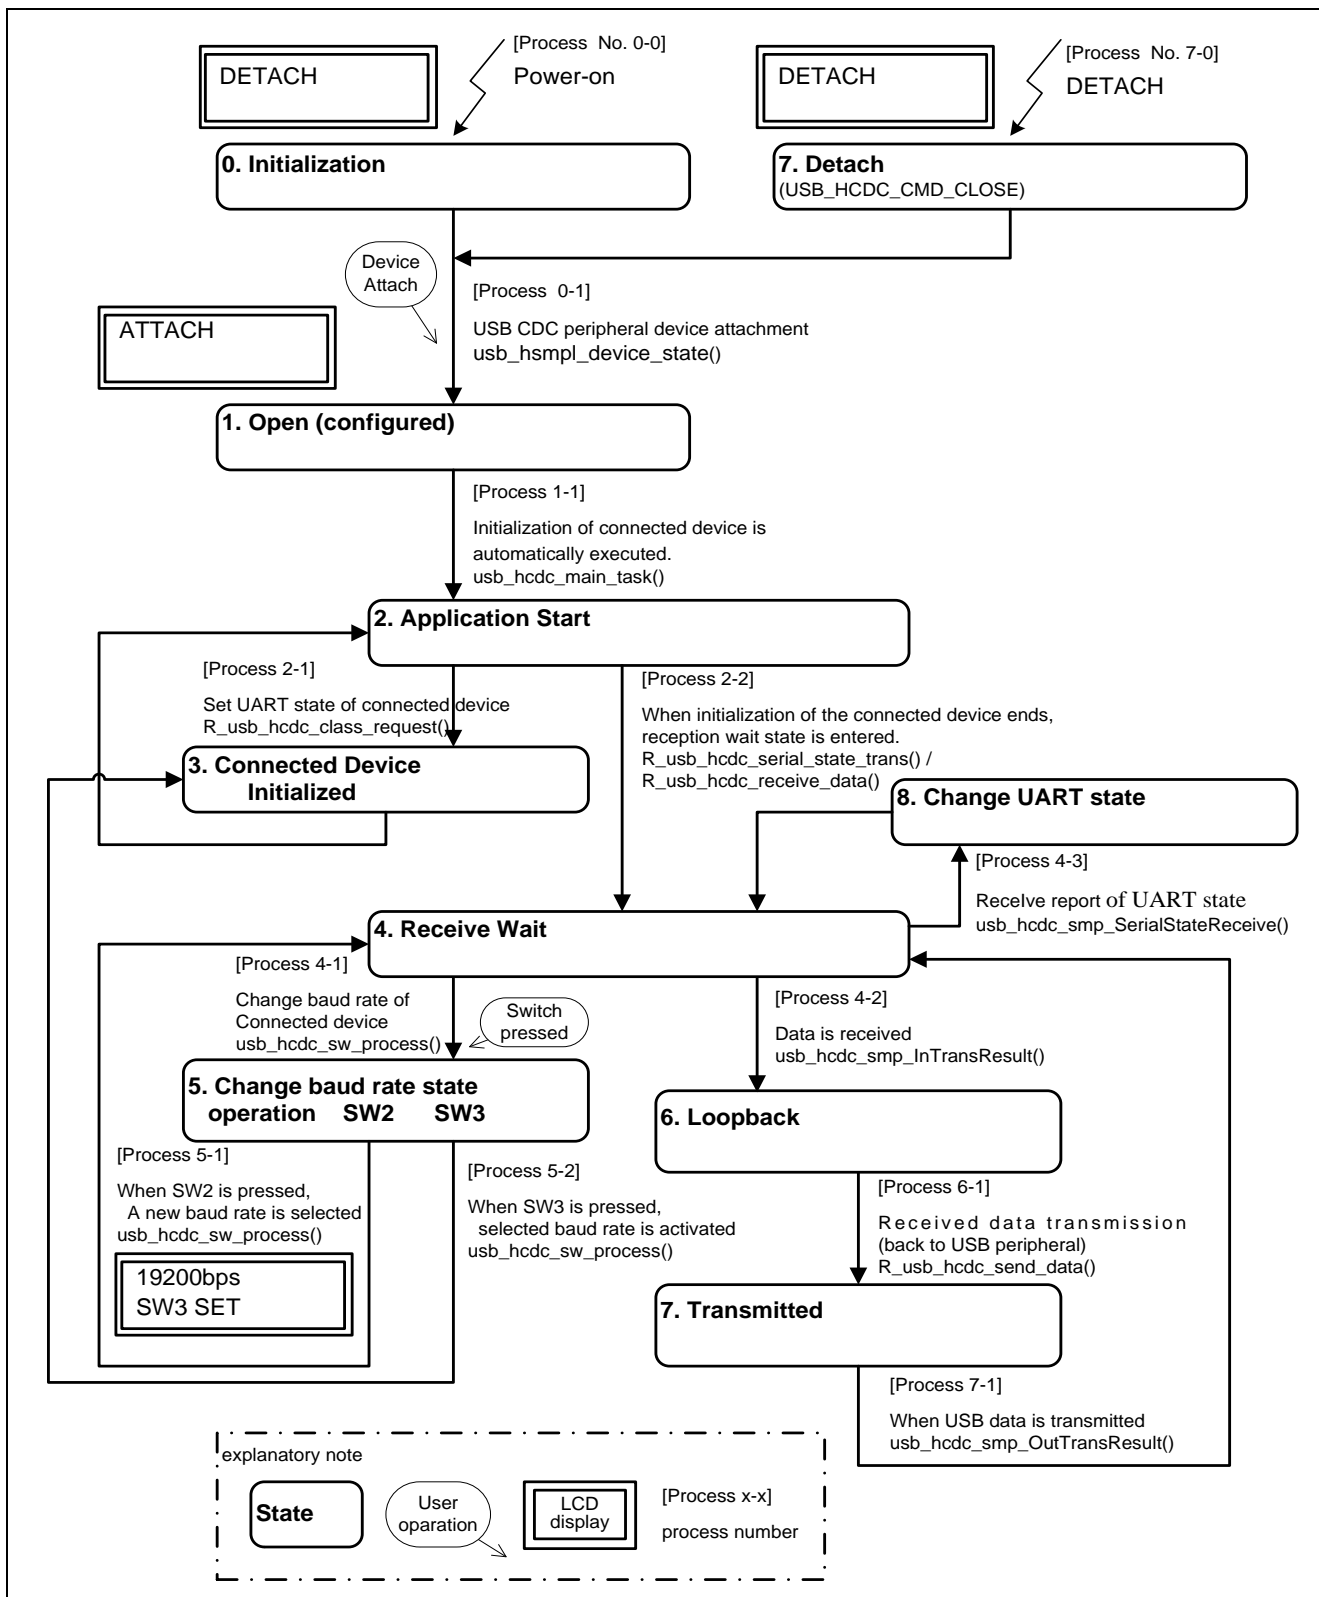 [Process  No. 0-0]
Power-on
DETACH
[Process  No. 7-0]
DETACH
DETACH
0. Initialization
7. Detach
(USB_HCDC_CMD_CLOSE)
Device
Attach
[Process  0-1]
USB CDC peripheral device attachment
usb_hsmpl_device_state()
ATTACH
1. Open (configured)
[Process 1-1]
Initialization of connected device is
automatically executed.
usb_hcdc_main_task()
2. Application Start
[Process 2-1]
Set UART state of connected device
R_usb_hcdc_class_request()
[Process 2-2]
When initialization of the connected device ends,
reception wait state is entered.
R_usb_hcdc_serial_state_trans() /
R_usb_hcdc_receive_data()
3. Connected Device
Initialized
8. Change UART state
[Process 4-3]
ReceIve report of UART state
usb_hcdc_smp_SerialStateReceive()
4. Receive Wait
[Process 4-1]
Change baud rate of
Connected device
usb_hcdc_sw_process()
Switch
pressed
[Process 4-2]
Data is received
usb_hcdc_smp_InTransResult()
5. Change baud rate state
operation SW2 SW3
6. Loopback
[Process 5-1]
When SW2 is pressed,
A new baud rate is selected
usb_hcdc_sw_process()
[Process 5-2]
When SW3 is pressed,
selected baud rate is activated
usb_hcdc_sw_process()
[Process 6-1]
Received data transmission
(back to USB peripheral)
R_usb_hcdc_send_data()
19200bps
SW3 SET
7. Transmitted
[Process 7-1]
When USB data is transmitted
usb_hcdc_smp_OutTransResult()
explanatory note
State
User
oparation
LCD
display
[Process x-x]
process number